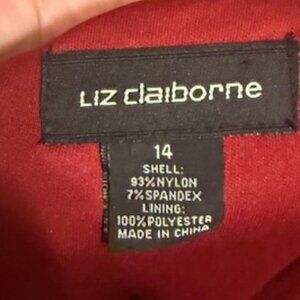 Liz claiborne
14
SHELL:
93%NYLON
7%SPANDEX
LINING:
100%POLYESTER
MADE IN CHINA